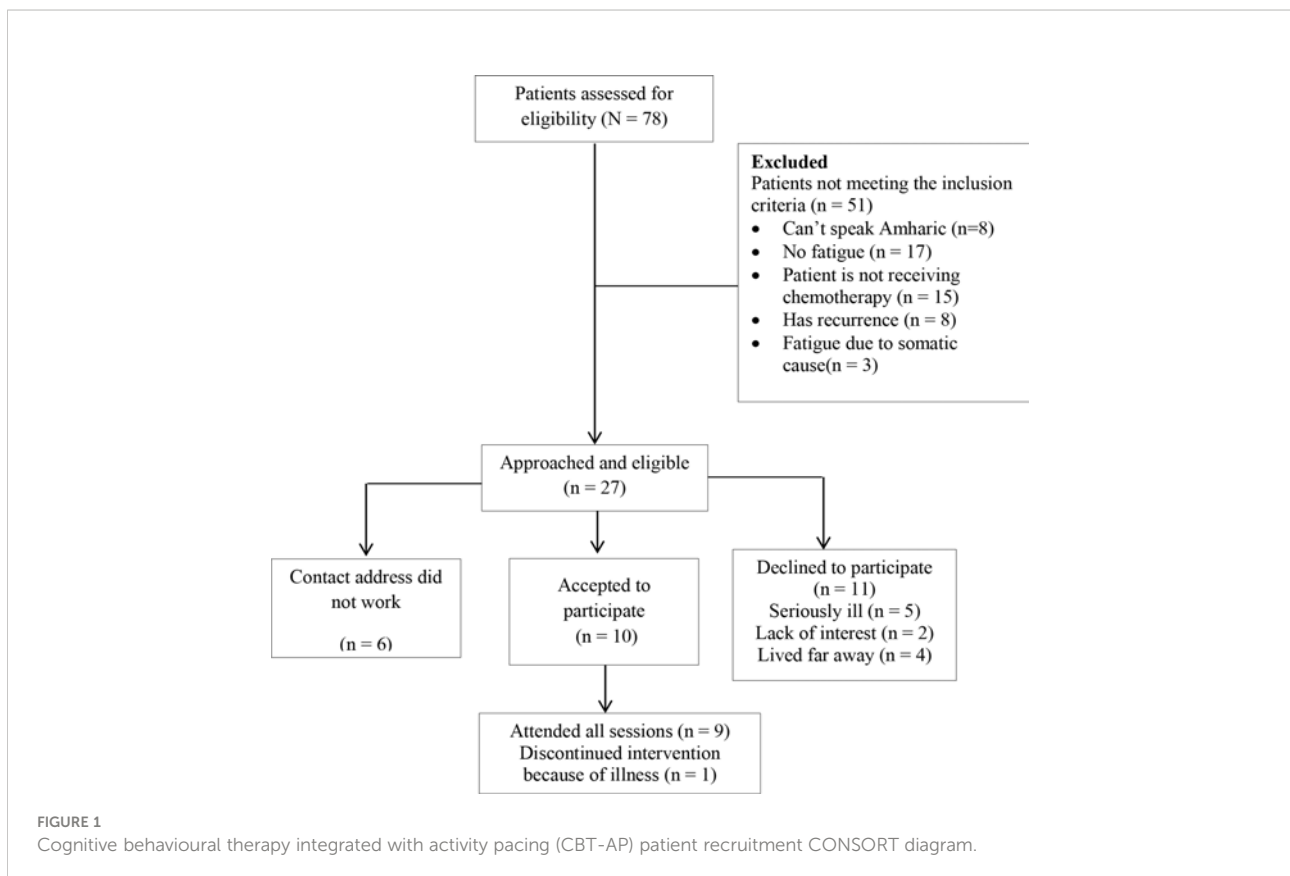 Patients assessed for
eligibility (N = 78)
Excluded
Patients not meeting the inclusion
criteria (n = 51)
• Can't speak Amharic (n=8)
• No fatigue (n = 17)
• Patient is not receiving
chemotherapy (n = 15)
• Has recurrence (n = 8)
• Fatigue due to somatic
cause(n = 3)
Approached and eligible
(n = 27)
Contact address did
not work
(n = 6)
Accepted to
participate
(n = 10)
Declined to participate
(n = 11)
Seriously ill (n = 5)
Lack of interest (n = 2)
Lived far away (n = 4)
Attended all sessions (n = 9)
Discontinued intervention
because of illness (n = 1)
FIGURE 1
Cognitive behavioural therapy integrated with activity pacing (CBT-AP) patient recruitment CONSORT diagram.